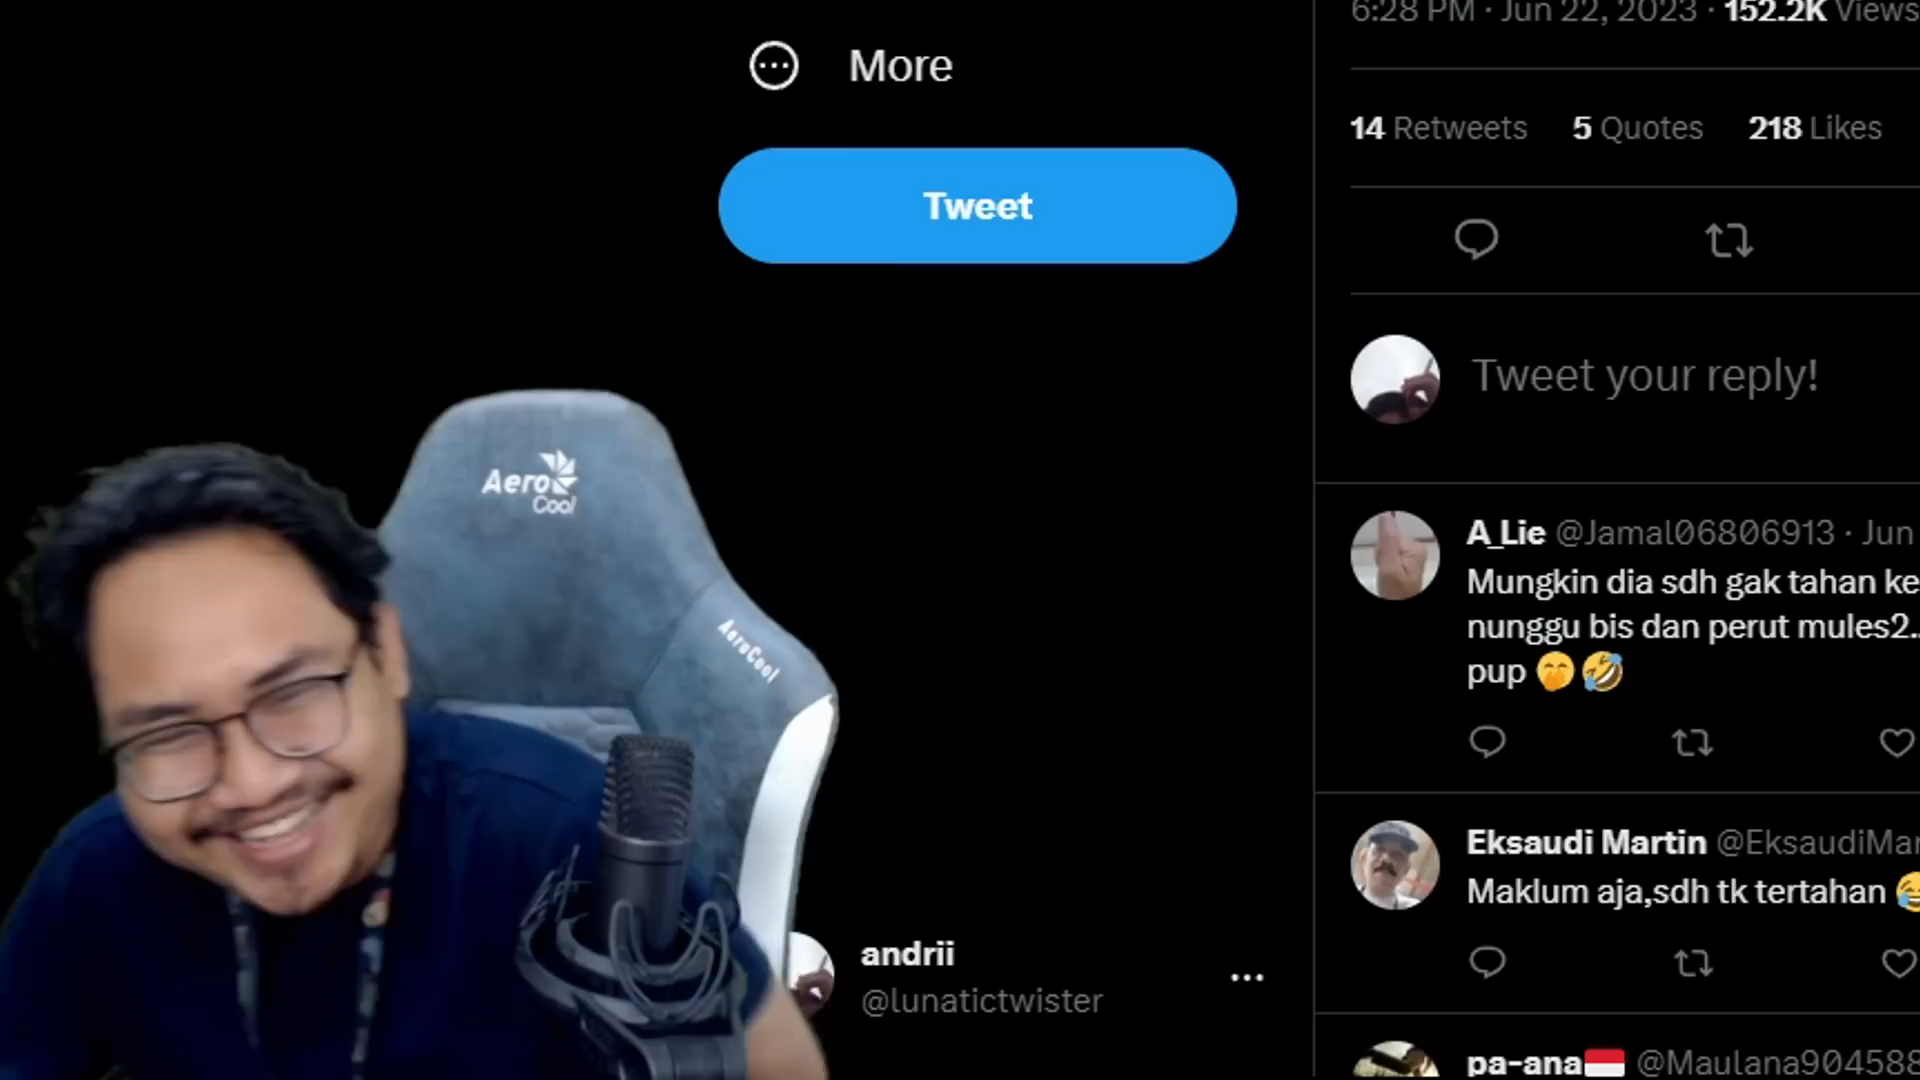 More
Tweet
Aero
Cool
AeroCool
andrii
@lunatictwister
6:28 PM · Jun 22, 2023 · 152.2K Views
14 Retweets 5 Quotes 218 Likes
Tweet your reply!
A_Lie @Jamal06806913 · Jun
Mungkin dia sdh gak tahan ke
nunggu bis dan perut mules2..
pup 🤭🤣
Eksaudi Martin @EksaudiMar
Maklum aja,sdh tk tertahan 😂
pa-ana🇮🇩 @Maulana904588